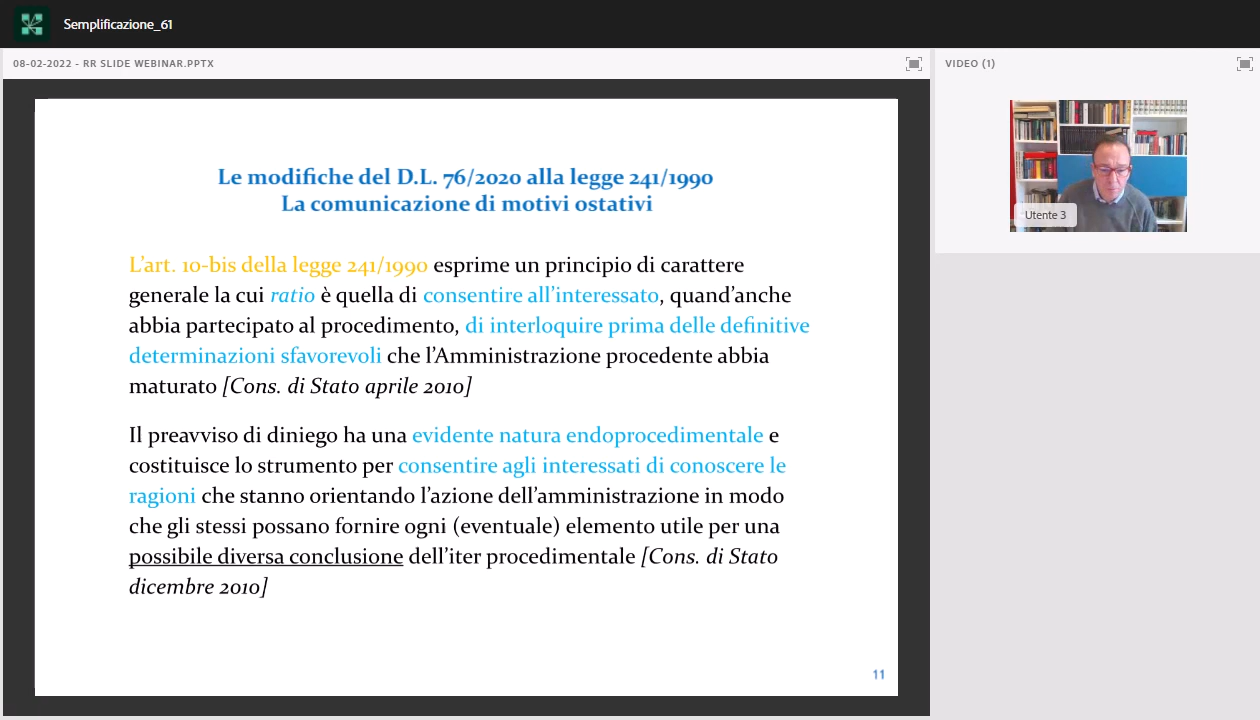 Semplificazione_61
08-02-2022 - RR SLIDE WEBINAR.PPTX
VIDEO (1)
Le modifiche del D.L. 76/2020 alla legge 241/1990
La comunicazione di motivi ostativi
L’art. 10-bis della legge 241/1990 esprime un principio di carattere
generale la cui ratio è quella di consentire all’interessato, quand’anche
abbia partecipato al procedimento, di interloquire prima delle definitive
determinazioni sfavorevoli che l’Amministrazione procedente abbia
maturato [Cons. di Stato aprile 2010]
Il preavviso di diniego ha una evidente natura endoprocedimentale e
costituisce lo strumento per consentire agli interessati di conoscere le
ragioni che stanno orientando l’azione dell’amministrazione in modo
che gli stessi possano fornire ogni (eventuale) elemento utile per una
possibile diversa conclusione dell’iter procedimentale [Cons. di Stato
dicembre 2010]
11
Utente 3